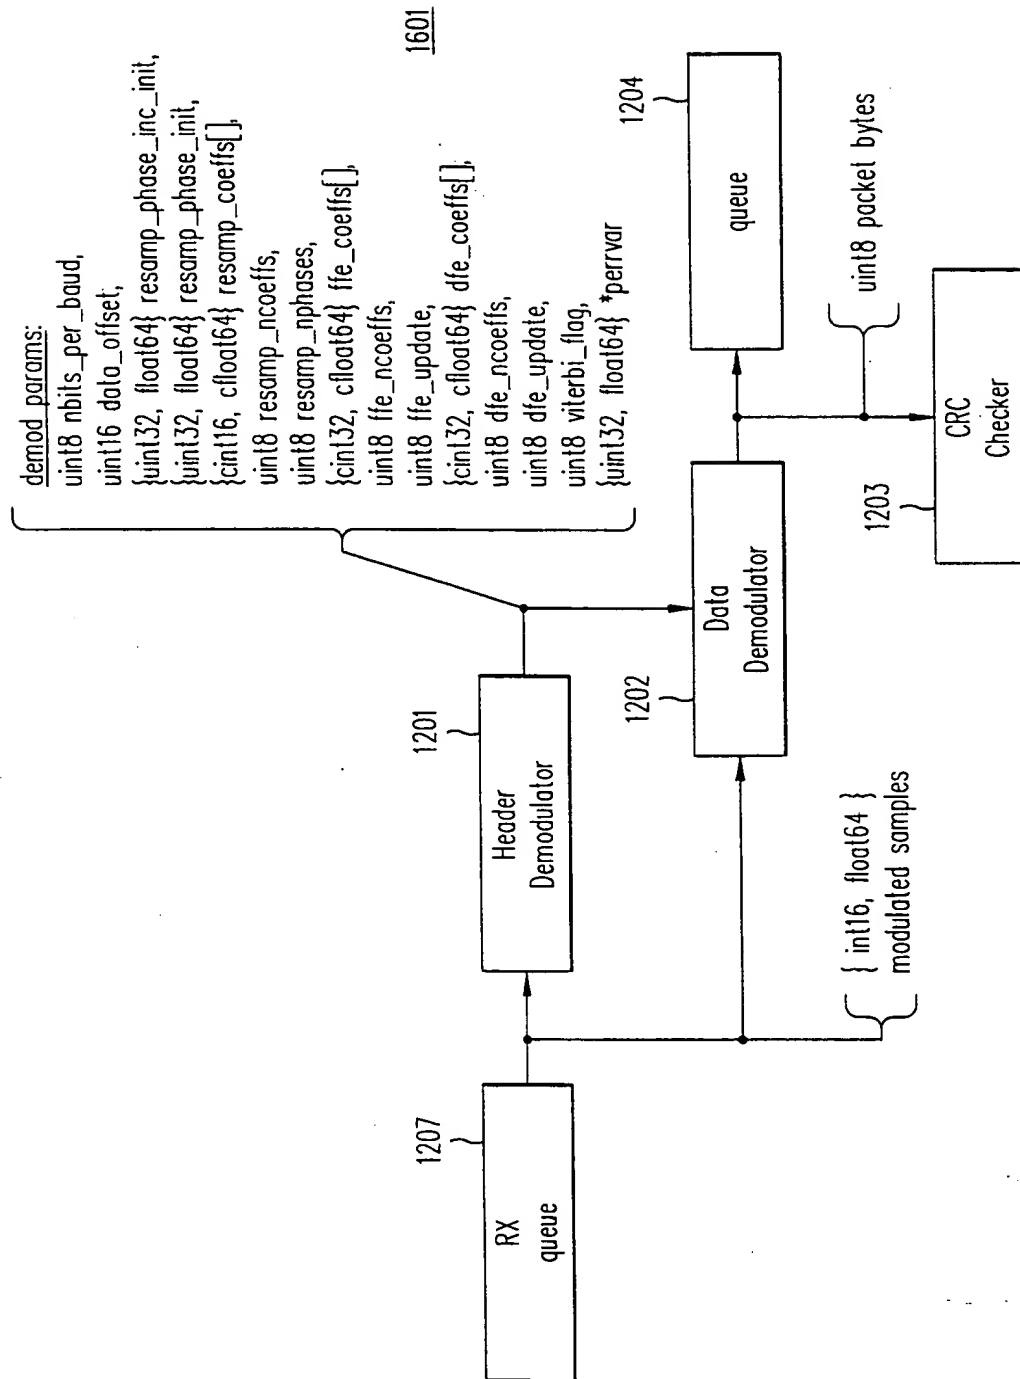 1601
demod params:
uint8 nbits_per_baud,
uint16 data_offset,
{uint32, float64} resamp_phase_inc_init,
{uint32, float64} resamp_phase_init,
{cint16, cfloat64} resamp_coeffs[],
uint8 resamp_ncoeffs,
uint8 resamp_nphases,
{cint32, cfloat64} ffe_coeffs[],
uint8 ffe_ncoeffs,
uint8 ffe_update,
{cint32, cfloat64} dfe_coeffs[],
uint8 dfe_ncoeffs,
uint8 dfe_update,
uint8 viterbi_flag,
{uint32, float64} *perrvar
1207
RX
queue
1201
Header
Demodulator
1202
Data
Demodulator
1204
queue
{ int16, float64 }
modulated samples
uint8 packet bytes
1203
CRC
Checker